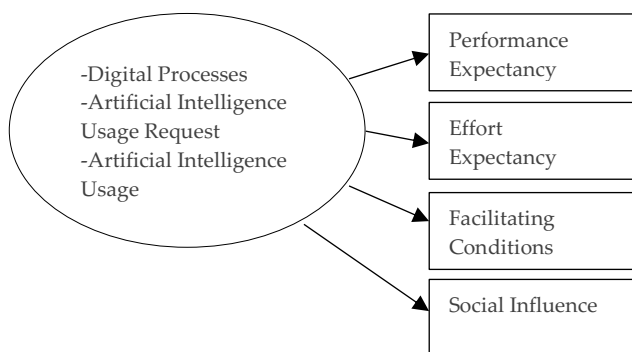 -Digital Processes
-Artificial Intelligence
Usage Request
-Artificial Intelligence
Usage
Performance
Expectancy
Effort
Expectancy
Facilitating
Conditions
Social Influence